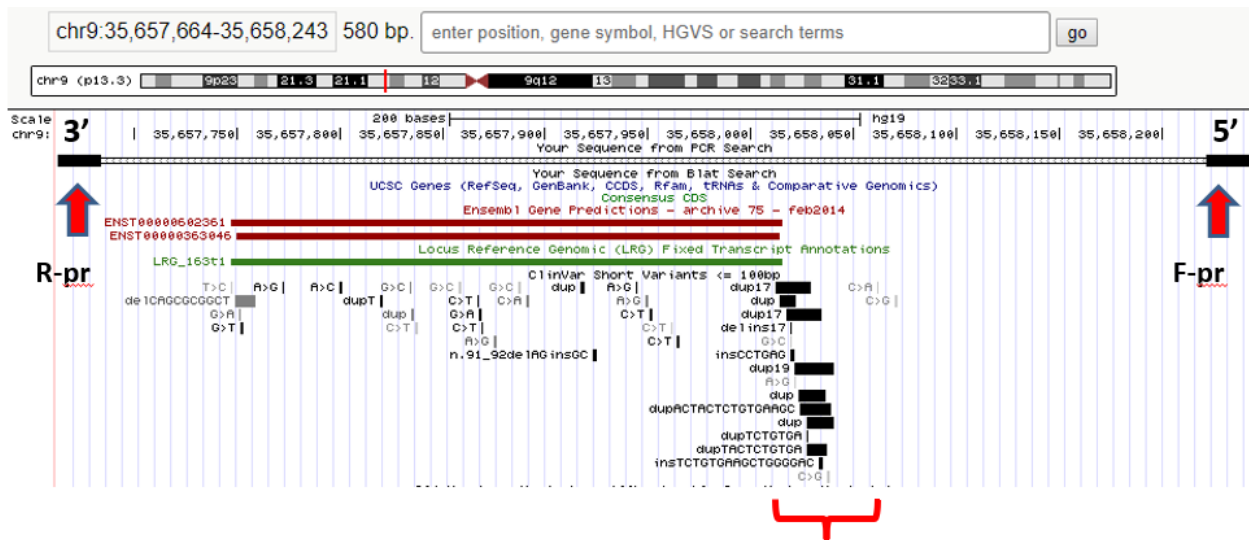 chr9:35,657,664-35,658,243 580 bp. enter position, gene symbol, HGVS or search terms go
chr9 (p13.3) 9p23 21.3 21.1 12 9q12 13 31.1 3233.1
Scale 200 bases hg19
chr9: 35,657,750 35,657,800 35,657,850 35,657,900 35,657,950 35,658,000 35,658,050 35,658,100 35,658,150 35,658,200
3’ 5’
Your Sequence from PCR Search
Your Sequence from Blat Search
UCSC Genes (RefSeq, GenBank, CCDS, Rfam, tRNAs & Comparative Genomics)
Consensus CDS
Ensembl Gene Predictions - archive 75 - feb2014
ENST00000602361
ENST00000363046
Locus Reference Genomic (LRG) Fixed Transcript Annotations
LRG_163t1
R-pr F-pr
ClinVar Short Variants <= 100bp
T>C A>G A>C G>C G>C G>C dup A>G dup17 C>A
delCAGCGCGGCT dupT C>T C>A A>G dup C>G
G>A dup G>A C>T dup17
G>T C>T C>T C>T delins17
A>G C>T G>C
n.91_92delAGinsGC insCCTGAG
dup19
A>G
dup
dupACTACTCTGTGAAGC
dup
dupTCTGTGA
dupTACTCTGTGA
insTCTGTGAAGCTGGGGAC
C>G